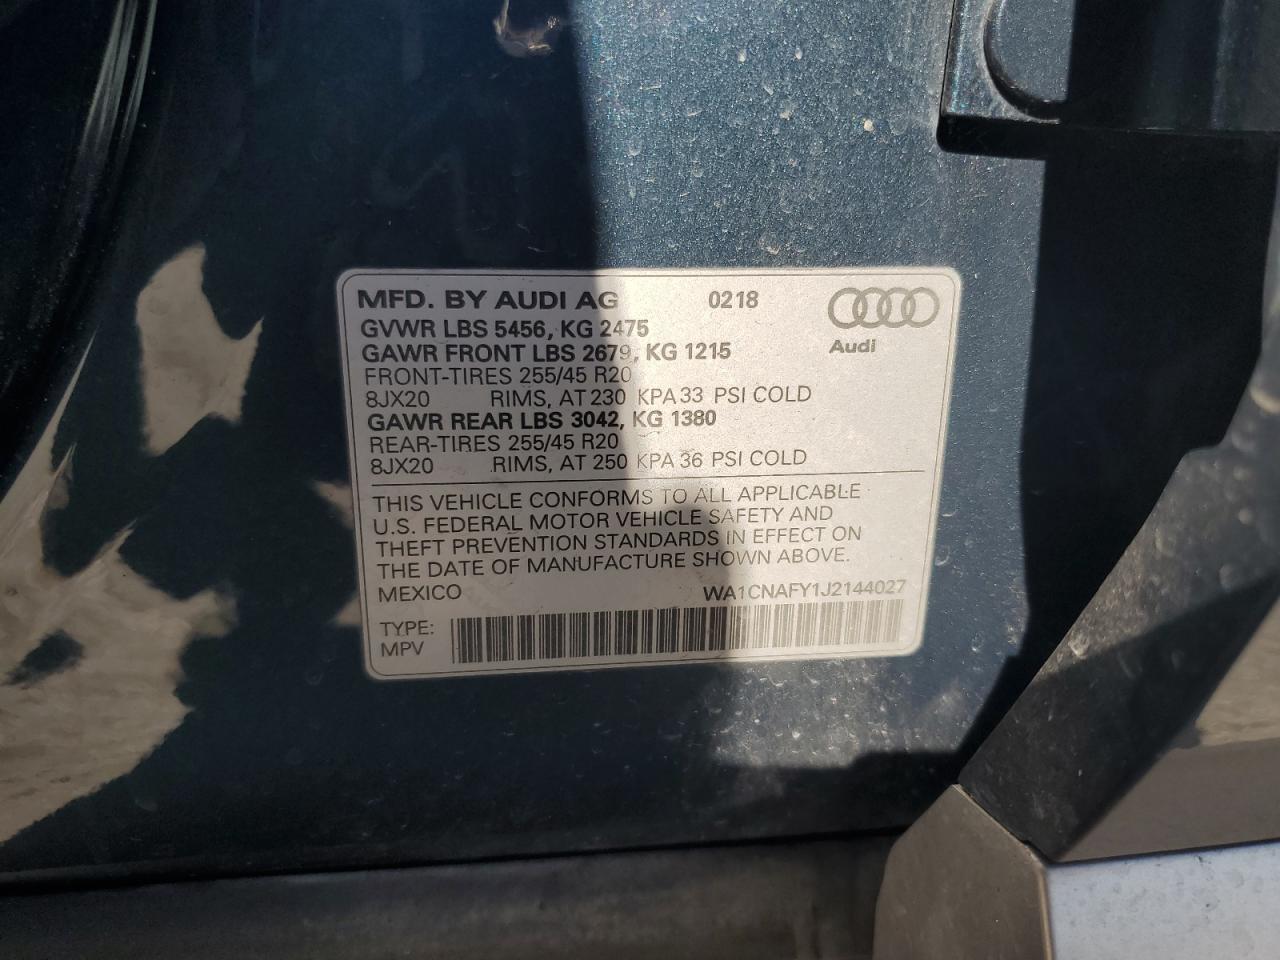 MFD. BY AUDI AG 0218
Audi
GVWR LBS 5456, KG 2475
GAWR FRONT LBS 2679, KG 1215
FRONT-TIRES 255/45 R20
8JX20 RIMS, AT 230 KPA 33 PSI COLD
GAWR REAR LBS 3042, KG 1380
REAR-TIRES 255/45 R20
8JX20 RIMS, AT 250 KPA 36 PSI COLD
THIS VEHICLE CONFORMS TO ALL APPLICABLE
U.S. FEDERAL MOTOR VEHICLE SAFETY AND
THEFT PREVENTION STANDARDS IN EFFECT ON
THE DATE OF MANUFACTURE SHOWN ABOVE.
MEXICO WA1CNAFY1J2144027
TYPE:
MPV